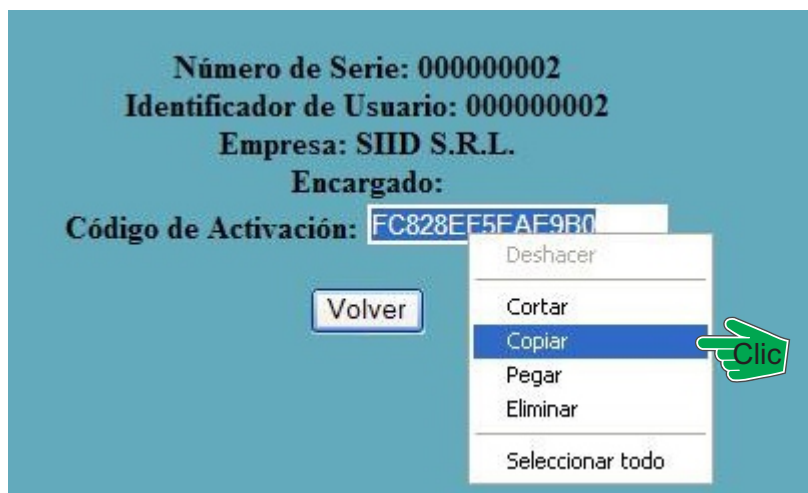 Número de Serie: 000000002
Identificador de Usuario: 000000002
Empresa: SIID S.R.L.
Encargado:
Código de Activación: FC828EF5EAE9B0
Volver
Deshacer
Cortar
Copiar
Clic
Pegar
Eliminar
Seleccionar todo